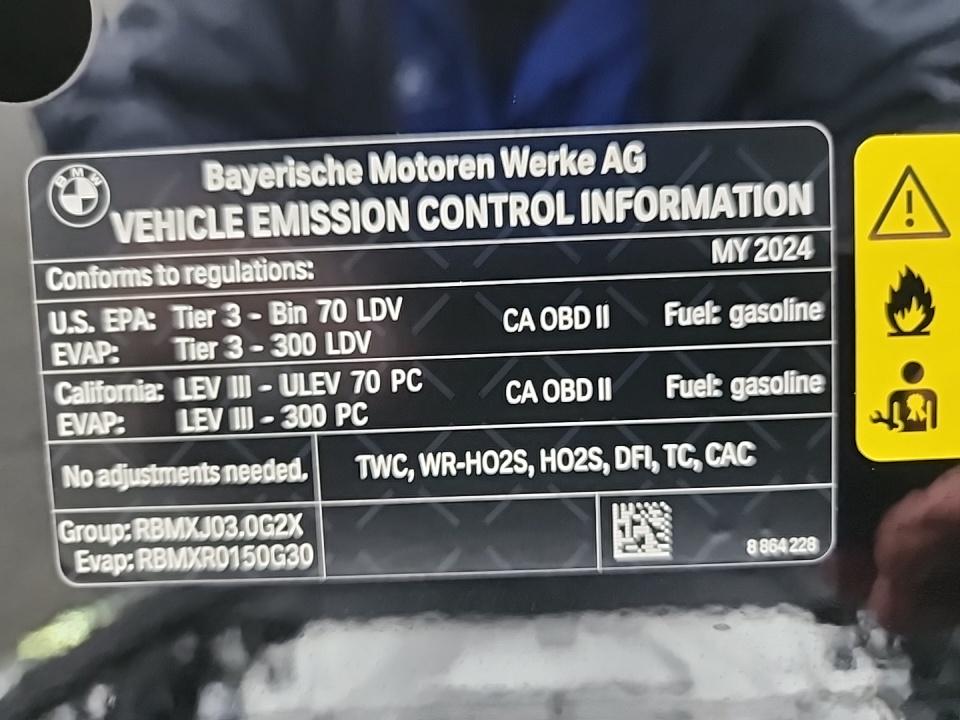 BMW
Bayerische Motoren Werke AG
VEHICLE EMISSION CONTROL INFORMATION
Conforms to regulations: MY 2024
U.S. EPA: Tier 3 - Bin 70 LDV CA OBD II Fuel: gasoline
EVAP: Tier 3 - 300 LDV
California: LEV III - ULEV 70 PC CA OBD II Fuel: gasoline
EVAP: LEV III - 300 PC
No adjustments needed. TWC, WR-HO2S, HO2S, DFI, TC, CAC
Group: RBMXJ03.0G2X
Evap: RBMXR0150G30
8 864 228